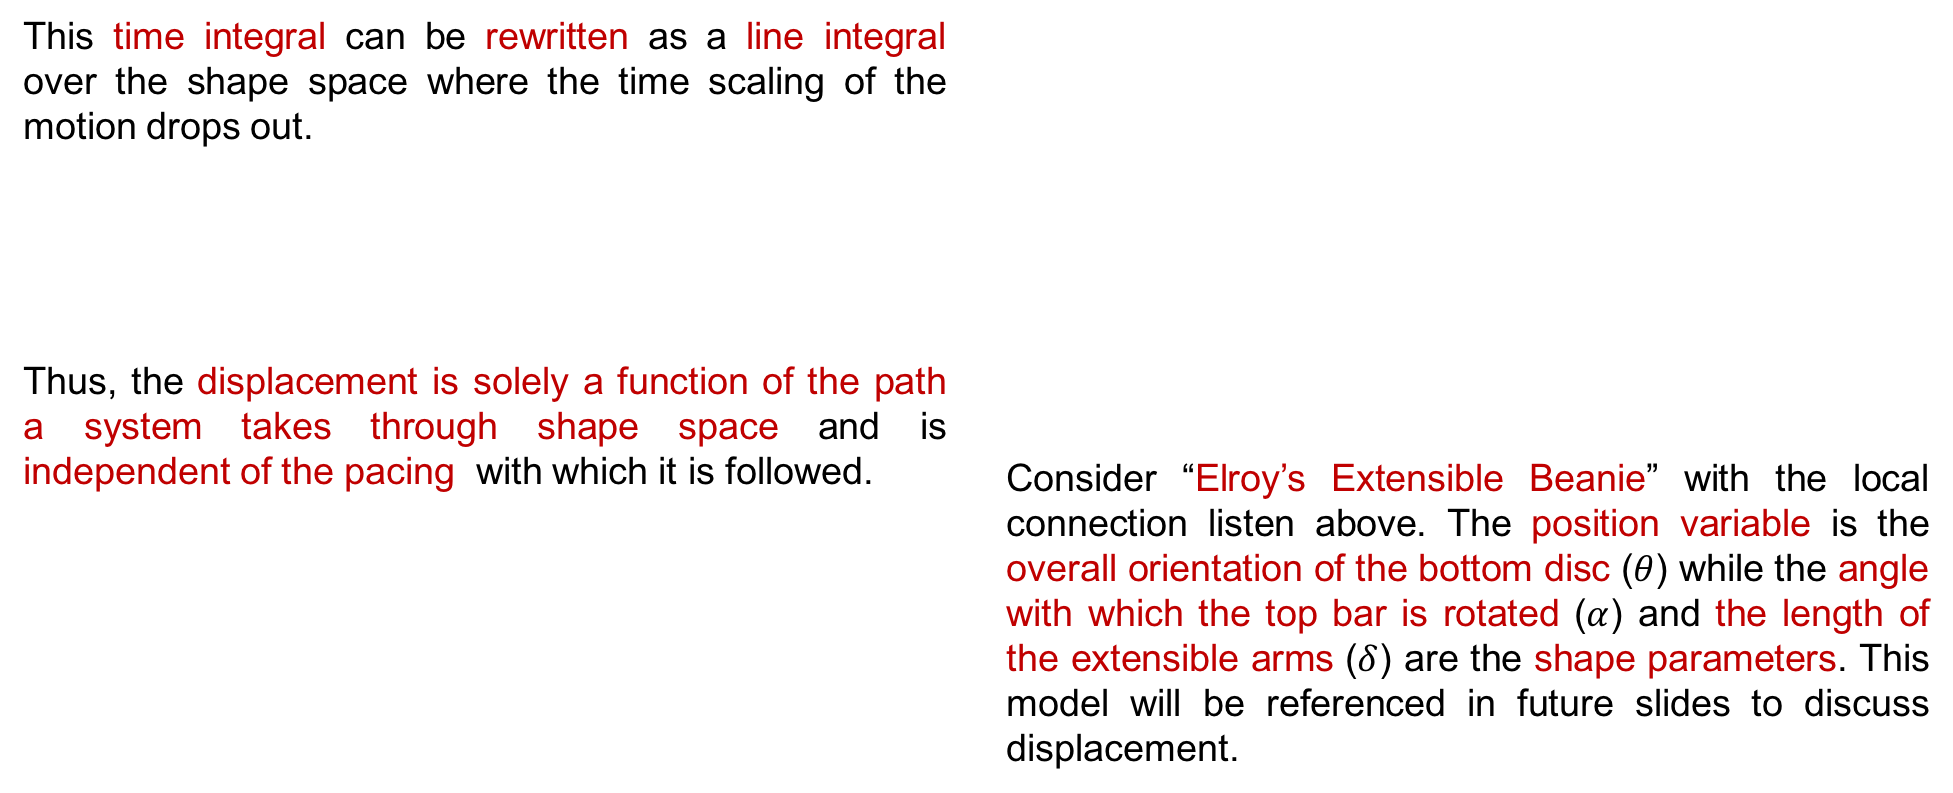 This time integral can be rewritten as a line integral
over the shape space where the time scaling of the
motion drops out.
Thus, the displacement is solely a function of the path
a system takes through shape space and is
independent of the pacing with which it is followed.
Consider “Elroy’s Extensible Beanie” with the local
connection listen above. The position variable is the
overall orientation of the bottom disc (θ) while the angle
with which the top bar is rotated (α) and the length of
the extensible arms (δ) are the shape parameters. This
model will be referenced in future slides to discuss
displacement.